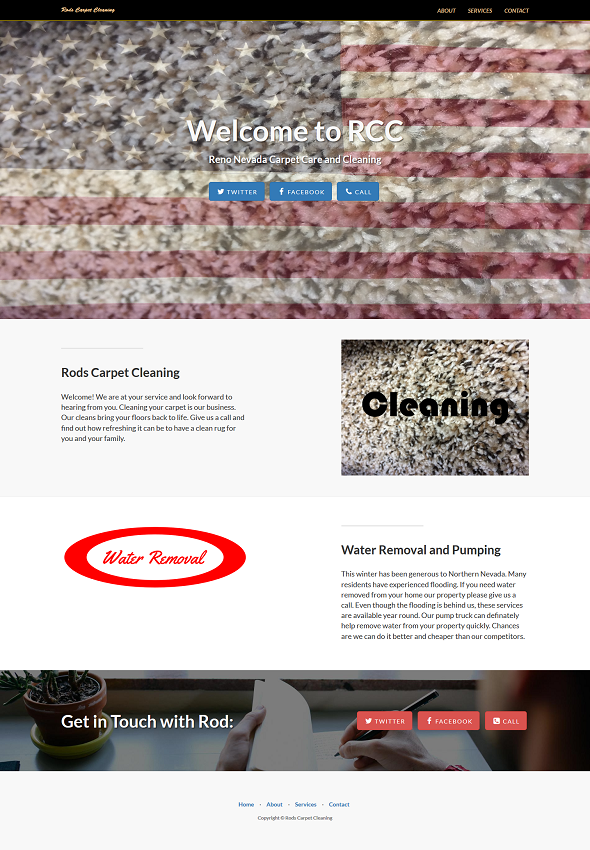 Rods Carpet Cleaning
ABOUT SERVICES CONTACT
Welcome to RCC
Reno Nevada Carpet Care and Cleaning
TWITTER FACEBOOK CALL
Rods Carpet Cleaning
Welcome! We are at your service and look forward to
hearing from you. Cleaning your carpet is our business.
Our cleans bring your floors back to life. Give us a call and
find out how refreshing it can be to have a clean rug for
you and your family.
Cleaning
Water Removal
Water Removal and Pumping
This winter has been generous to Northern Nevada. Many
residents have experienced flooding. If you need water
removed from your home our property please give us a
call. Even though the flooding is behind us, these services
are available year round. Our pump truck can definately
help remove water from your property quickly. Chances
are we can do it better and cheaper than our competitors.
Get in Touch with Rod:
TWITTER FACEBOOK CALL
Home · About · Services · Contact
Copyright © Rods Carpet Cleaning